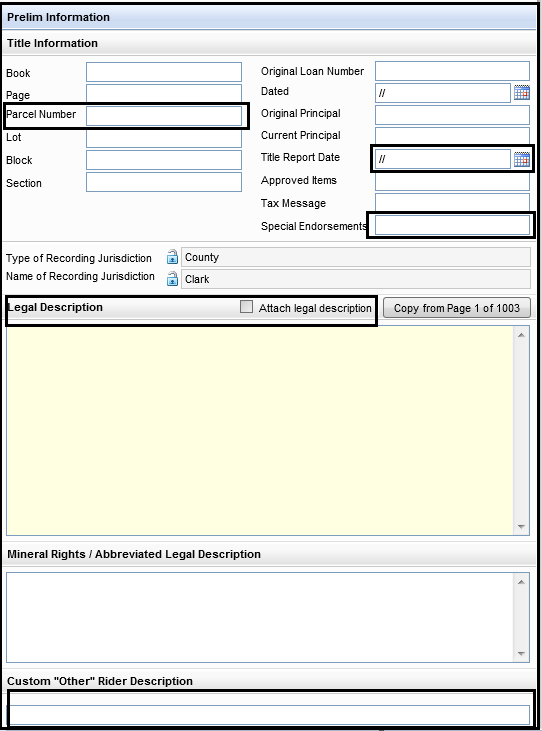 Prelim Information
Title Information
Book
Page
Parcel Number
Lot
Block
Section
Original Loan Number
Dated //
Original Principal
Current Principal
Title Report Date //
Approved Items
Tax Message
Special Endorsements
Type of Recording Jurisdiction County
Name of Recording Jurisdiction Clark
Legal Description Attach legal description Copy from Page 1 of 1003
Mineral Rights / Abbreviated Legal Description
Custom "Other" Rider Description